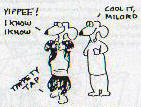 YIPPEE!
I KNOW
I KNOW
COOL IT,
MILORD
TAPPETY
TAP